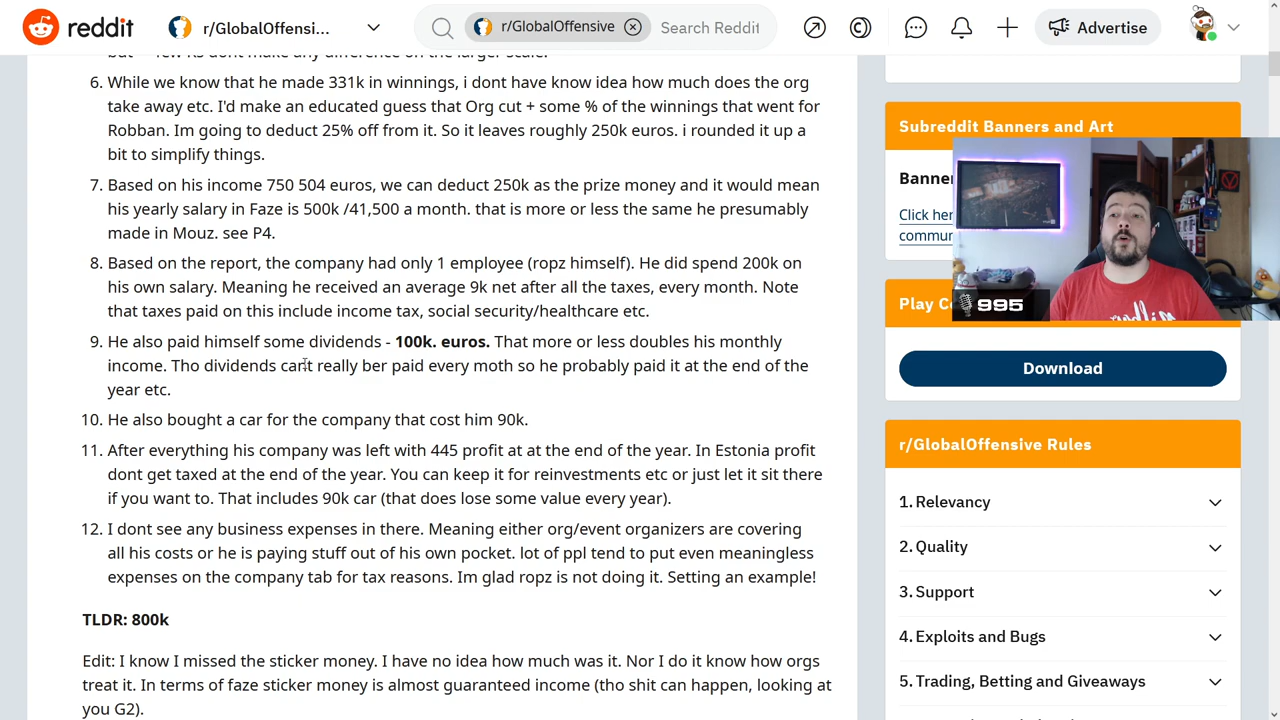 reddit
r/GlobalOffensi...
r/GlobalOffensive
Search Reddit
Advertise
6. While we know that he made 331k in winnings, i dont have know idea how much does the org
take away etc. I'd make an educated guess that Org cut + some % of the winnings that went for
Robban. Im going to deduct 25% off from it. So it leaves roughly 250k euros. i rounded it up a
bit to simplify things.
7. Based on his income 750 504 euros, we can deduct 250k as the prize money and it would mean
his yearly salary in Faze is 500k /41,500 a month. that is more or less the same he presumably
made in Mouz. see P4.
8. Based on the report, the company had only 1 employee (ropz himself). He did spend 200k on
his own salary. Meaning he received an average 9k net after all the taxes, every month. Note
that taxes paid on this include income tax, social security/healthcare etc.
9. He also paid himself some dividends - 100k. euros. That more or less doubles his monthly
income. Tho dividends can't really ber paid every moth so he probably paid it at the end of the
year etc.
10. He also bought a car for the company that cost him 90k.
11. After everything his company was left with 445 profit at at the end of the year. In Estonia profit
dont get taxed at the end of the year. You can keep it for reinvestments etc or just let it sit there
if you want to. That includes 90k car (that does lose some value every year).
12. I dont see any business expenses in there. Meaning either org/event organizers are covering
all his costs or he is paying stuff out of his own pocket. lot of ppl tend to put even meaningless
expenses on the company tab for tax reasons. Im glad ropz is not doing it. Setting an example!
TLDR: 800k
Edit: I know I missed the sticker money. I have no idea how much was it. Nor I do it know how orgs
treat it. In terms of faze sticker money is almost guaranteed income (tho shit can happen, looking at
you G2).
Subreddit Banners and Art
Banner
Click her
commun
995
Play C
Download
r/GlobalOffensive Rules
1. Relevancy
2. Quality
3. Support
4. Exploits and Bugs
5. Trading, Betting and Giveaways